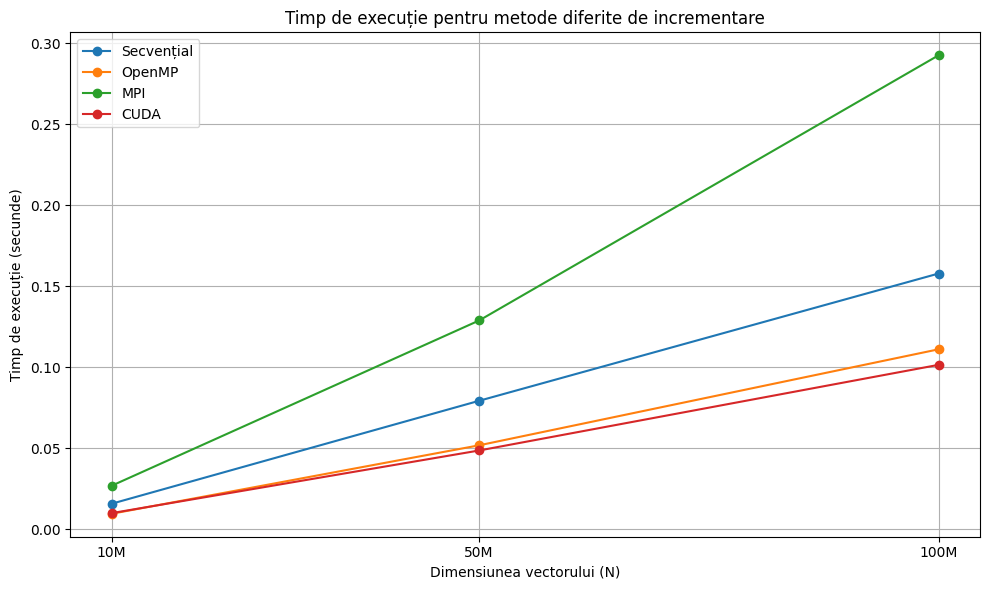 Timp de execuție pentru metode diferite de incrementare
Secvențial
OpenMP
MPI
CUDA
0.30
0.25
0.20
0.15
0.10
0.05
0.00
Timp de execuție (secunde)
10M
50M
100M
Dimensiunea vectorului (N)